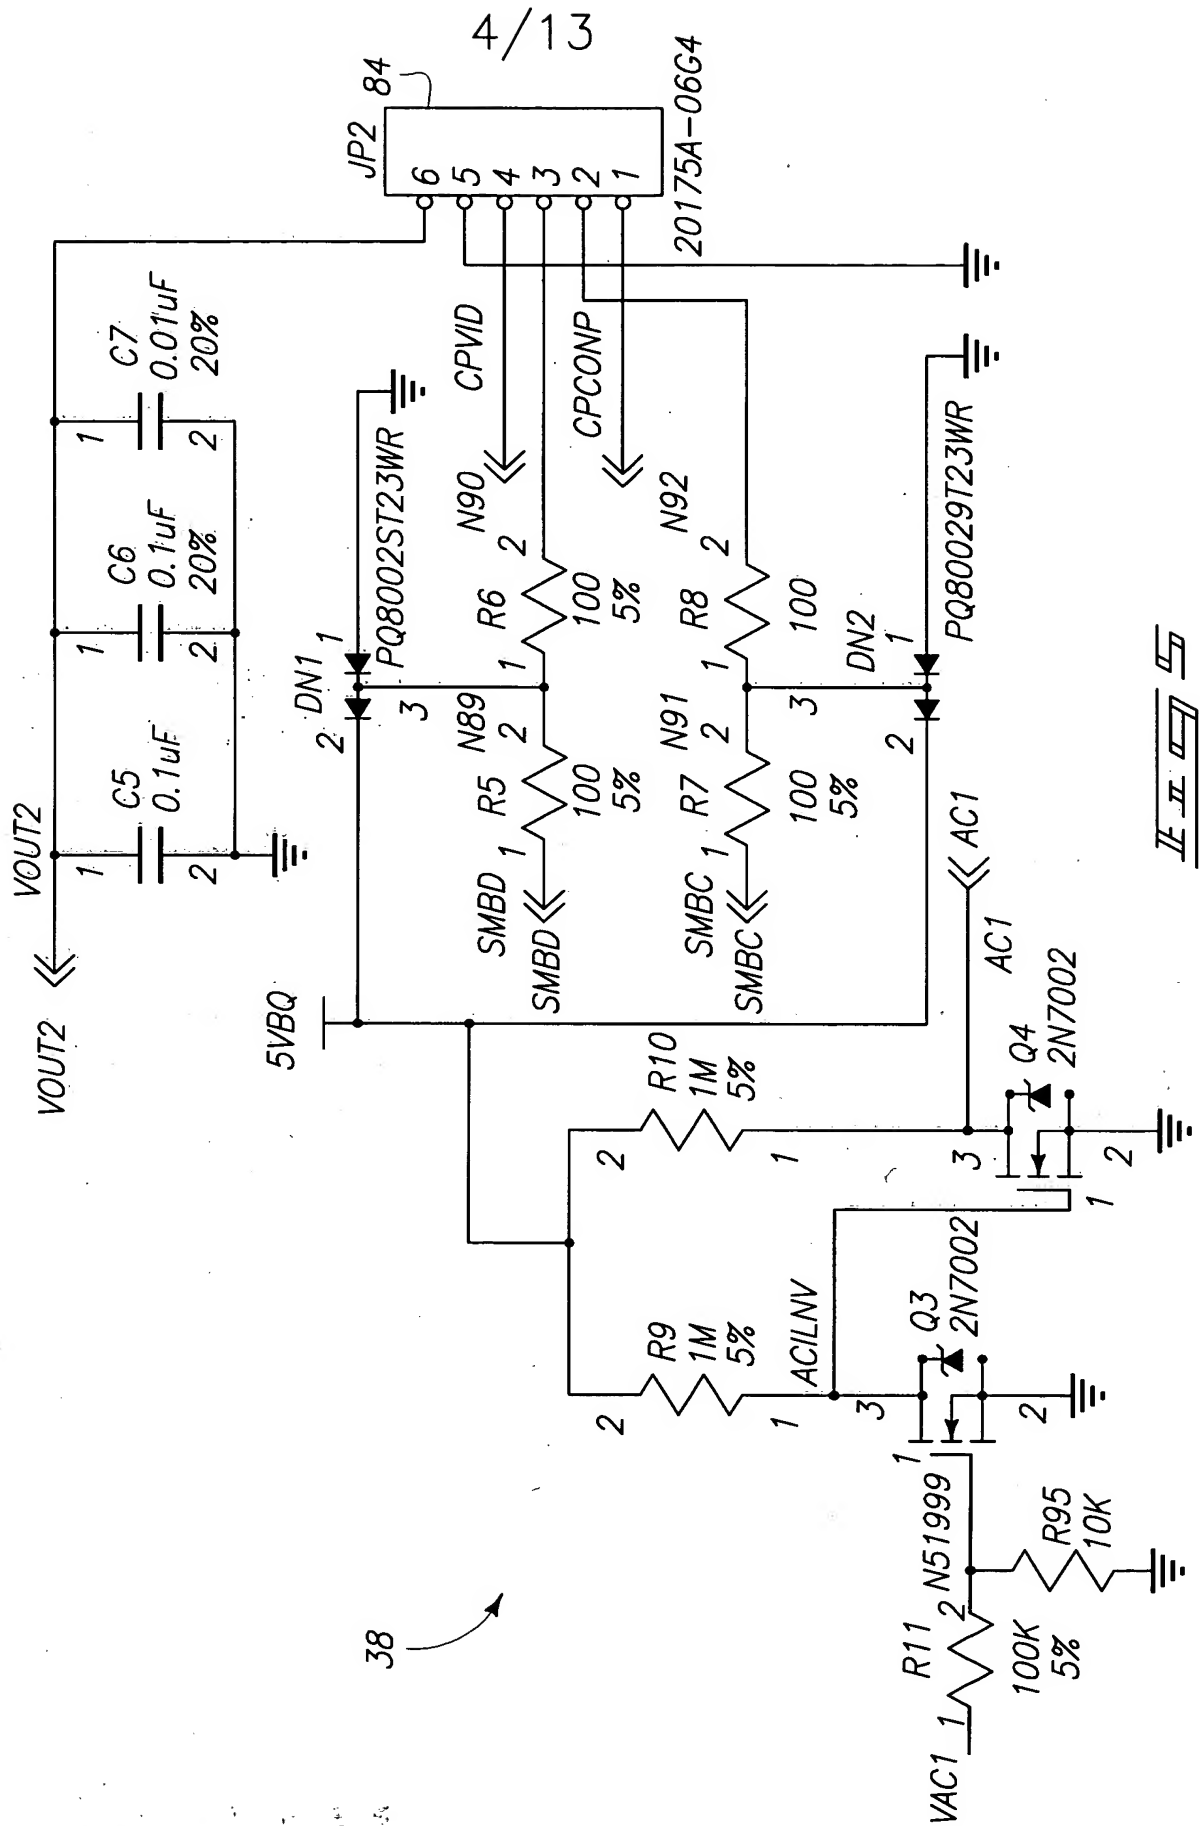 4/13
VOUT2
VOUT2
1
C5
0.1uF
2
1
C6
0.1uF
20%
2
1
C7
0.01uF
20%
2
JP2
84
6
5
4
3
2
1
20175A-06G4
5VBQ
2
DN1
1
3
PQ8002ST23WR
SMBD
SMBD
1
R5
2
100
5%
N89
1
R6
2
100
5%
N90
CPVID
SMBC
SMBC
1
R7
2
100
5%
N91
1
R8
2
100
N92
CPCONP
2
DN2
1
3
PQ80029T23WR
2
R9
1M
5%
1
ACILNV
2
R10
1M
5%
1
AC1
AC1
3
Q4
2N7002
1
2
3
Q3
2N7002
1
2
N51999
VAC1
1
R11
2
100K
5%
R95
10K
38
FIG 5